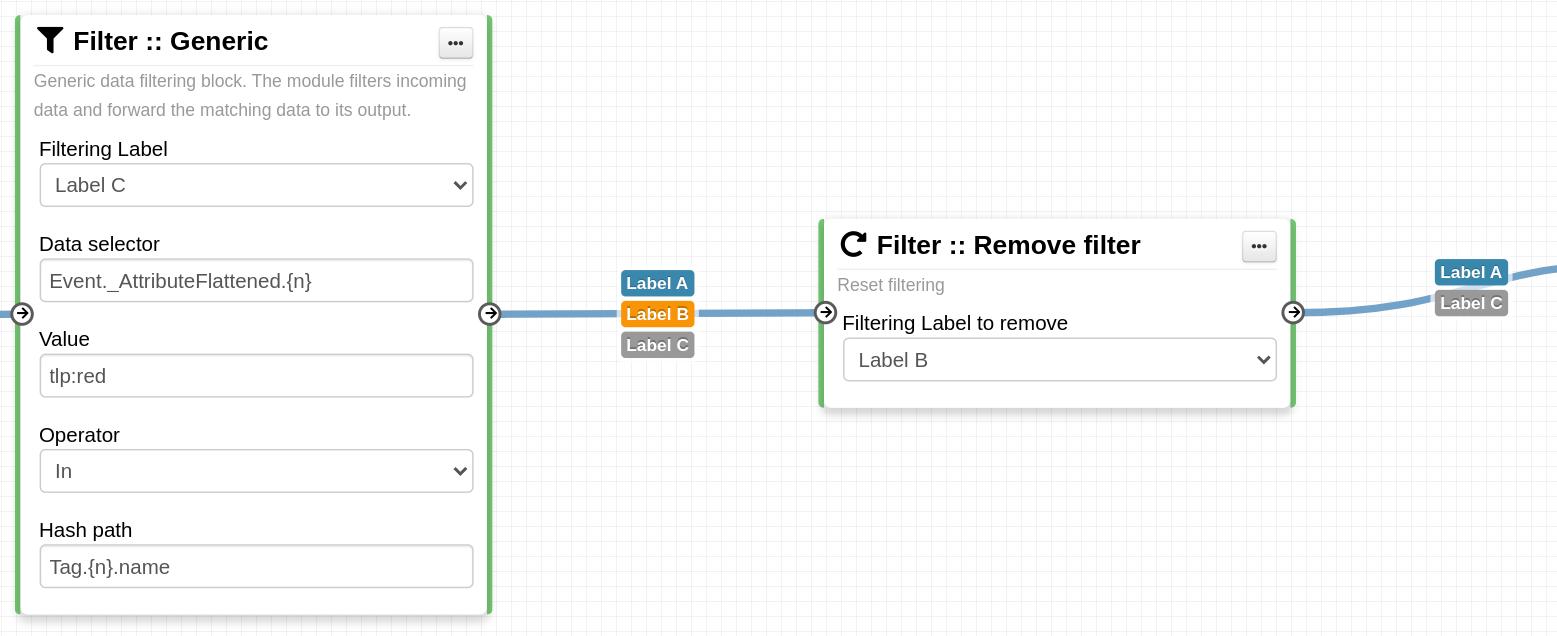 Filter :: Generic
Generic data filtering block. The module filters incoming
data and forward the matching data to its output.
Filtering Label
Label C
Data selector
Event._AttributeFlattened.{n}
Value
tlp:red
Operator
In
Hash path
Tag.{n}.name
Label A
Label B
Label C
Filter :: Remove filter
Reset filtering
Filtering Label to remove
Label B
Label A
Label C